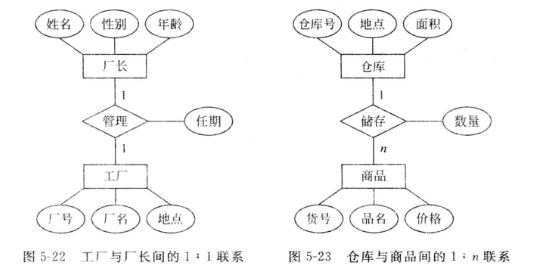 姓名 性别 年龄
厂长
1
管理 任期
1
工厂
厂号 厂名 地点
图 5-22 工厂与厂长间的 1∶1 联系
仓库号 地点 面积
仓库
1
储存 数量
n
商品
货号 品名 价格
图 5-23 仓库与商品间的 1∶n 联系